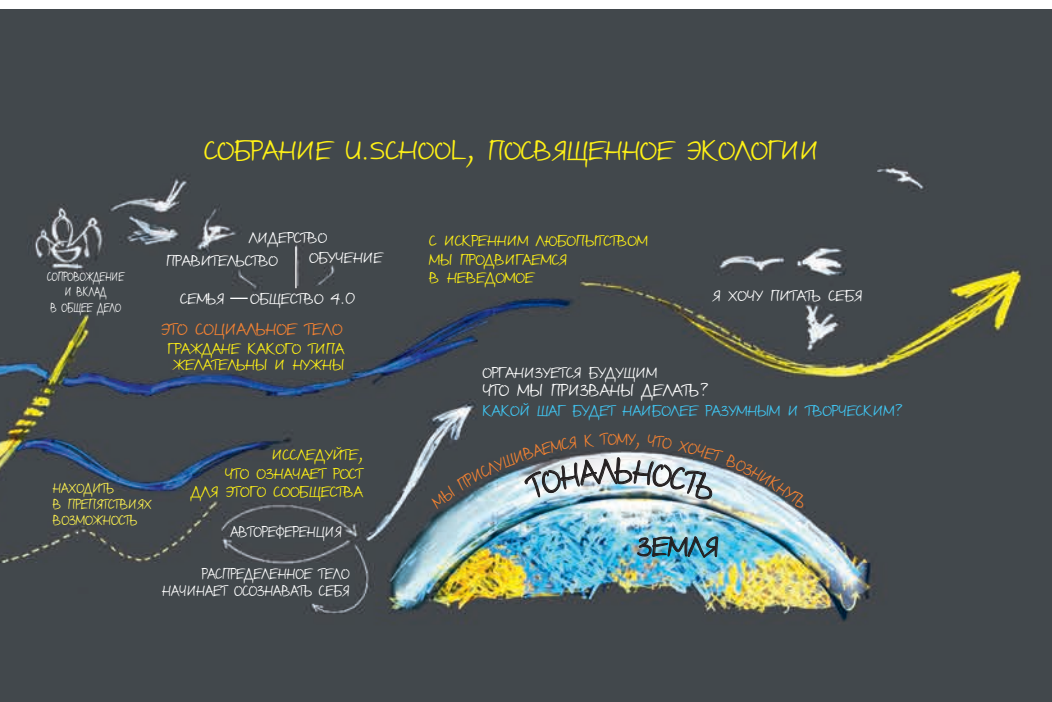 СОБРАНИЕ U.SCHOOL, ПОСВЯЩЕННОЕ ЭКОЛОГИИ
СОПРОВОЖДЕНИЕ
И ВКЛАД
В ОБЩЕЕ ДЕЛО
ЛИДЕРСТВО
ПРАВИТЕЛЬСТВО
ОБУЧЕНИЕ
СЕМЬЯ — ОБЩЕСТВО 4.0
ЭТО СОЦИАЛЬНОЕ ТЕЛО
ГРАЖДАНЕ КАКОГО ТИПА
ЖЕЛАТЕЛЬНЫ И НУЖНЫ
С ИСКРЕННИМ ЛЮБОПЫТСТВОМ
МЫ ПРОДВИГАЕМСЯ
В НЕВЕДОМОЕ
Я ХОЧУ ПИТАТЬ СЕБЯ
ОРГАНИЗУЕТСЯ БУДУЩИМ
ЧТО МЫ ПРИЗВАНЫ ДЕЛАТЬ?
КАКОЙ ШАГ БУДЕТ НАИБОЛЕЕ РАЗУМНЫМ И ТВОРЧЕСКИМ?
ИССЛЕДУЙТЕ,
ЧТО ОЗНАЧАЕТ РОСТ
ДЛЯ ЭТОГО СООБЩЕСТВА
НАХОДИТЬ
В ПРЕПЯТСТВИЯХ
ВОЗМОЖНОСТЬ
АВТОРЕФЕРЕНЦИЯ
РАСПРЕДЕЛЕННОЕ ТЕЛО
НАЧИНАЕТ ОСОЗНАВАТЬ СЕБЯ
МЫ ПРИСЛУШИВАЕМСЯ К ТОМУ, ЧТО ХОЧЕТ ВОЗНИКНУТЬ
ТОНАЛЬНОСТЬ
ЗЕМЛЯ